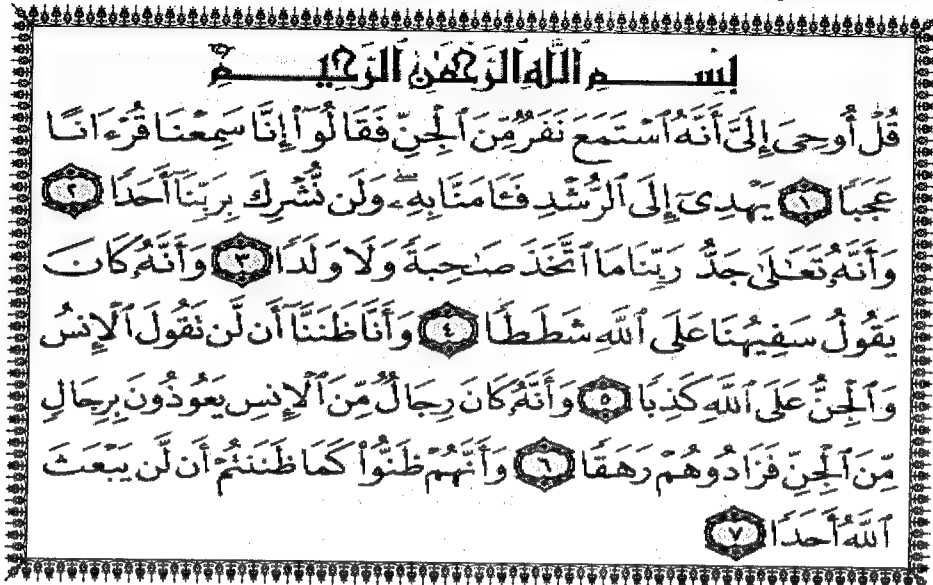 بِسْمِ ٱللَّهِ ٱلرَّحْمَٰنِ ٱلرَّحِيمِ
قُلْ أُوحِىَ إِلَىَّ أَنَّهُ ٱسْتَمَعَ نَفَرٌ مِّنَ ٱلْجِنِّ فَقَالُوٓا۟ إِنَّا سَمِعْنَا قُرْءَانًا
عَجَبًا ١ يَهْدِىٓ إِلَى ٱلرُّشْدِ فَـَٔامَنَّا بِهِۦ ۖ وَلَن نُّشْرِكَ بِرَبِّنَآ أَحَدًا ٢
وَأَنَّهُۥ تَعَٰلَىٰ جَدُّ رَبِّنَا مَا ٱتَّخَذَ صَٰحِبَةً وَلَا وَلَدًا ٣ وَأَنَّهُۥ كَانَ
يَقُولُ سَفِيهُنَا عَلَى ٱللَّهِ شَطَطًا ٤ وَأَنَّا ظَنَنَّآ أَن لَّن تَقُولَ ٱلْإِنسُ
وَٱلْجِنُّ عَلَى ٱللَّهِ كَذِبًا ٥ وَأَنَّهُۥ كَانَ رِجَالٌ مِّنَ ٱلْإِنسِ يَعُوذُونَ بِرِجَالٍ
مِّنَ ٱلْجِنِّ فَزَادُوهُمْ رَهَقًا ٦ وَأَنَّهُمْ ظَنُّوا۟ كَمَا ظَنَنتُمْ أَن لَّن يَبْعَثَ
ٱللَّهُ أَحَدًا ٧